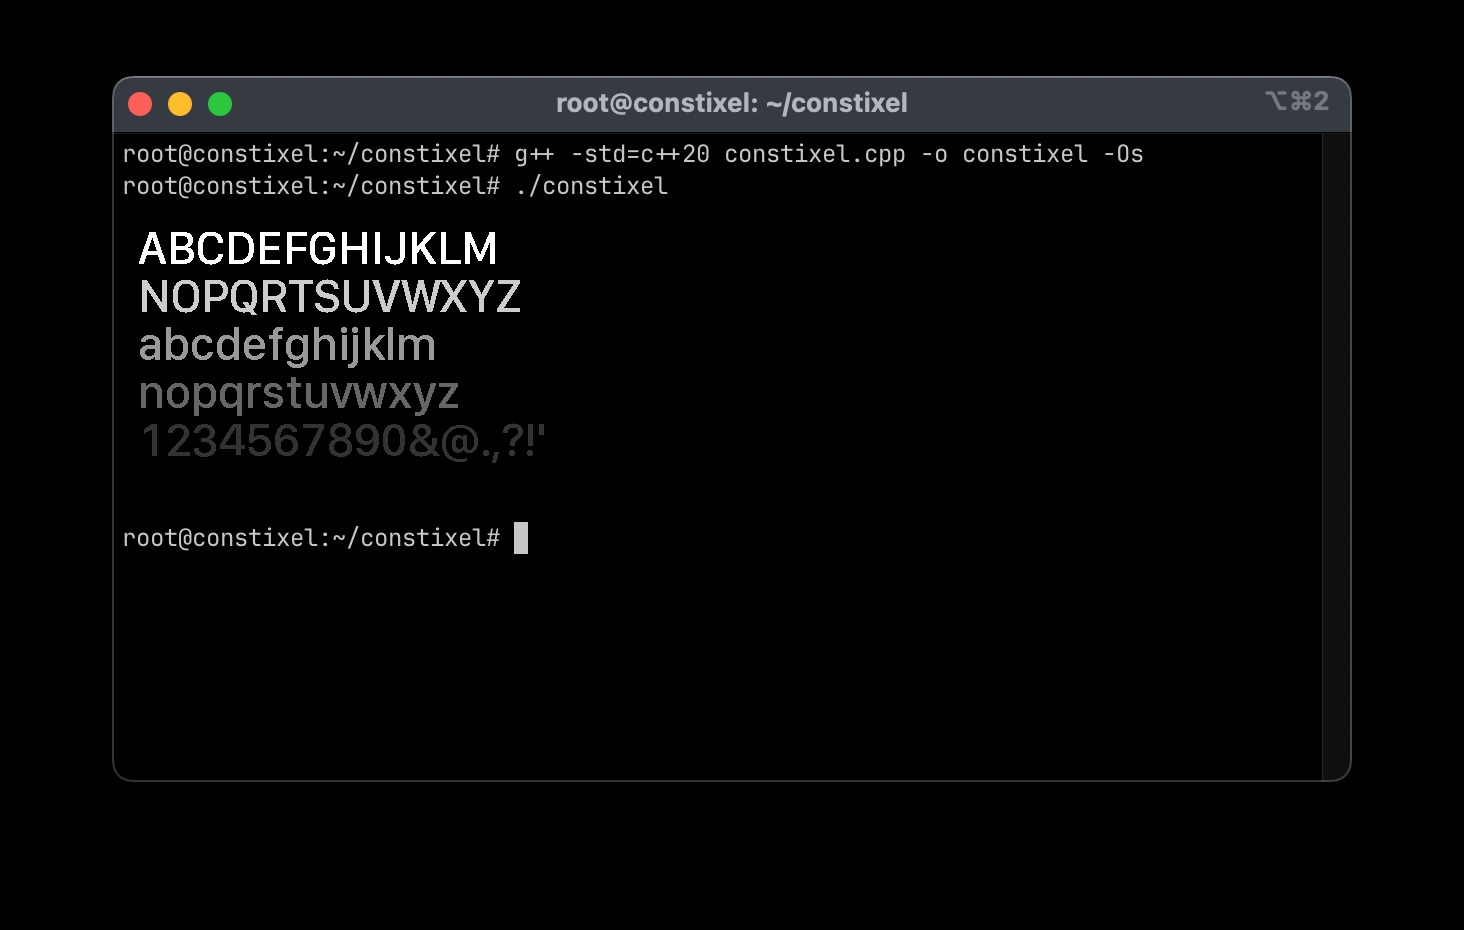 root@constixel: ~/constixel
⌥⌘2
root@constixel:~/constixel# g++ -std=c++20 constixel.cpp -o constixel -Os
root@constixel:~/constixel# ./constixel
ABCDEFGHIJKLM
NOPQRTSUVWXYZ
abcdefghijklm
nopqrstuvwxyz
1234567890&@.,?!'
root@constixel:~/constixel#